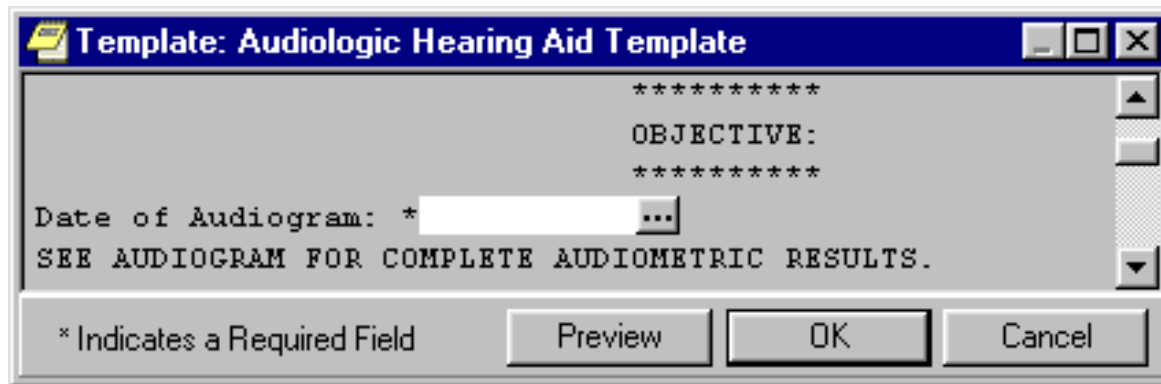 Template: Audiologic Hearing Aid Template
**********
OBJECTIVE:
**********
Date of Audiogram: * ...
SEE AUDIOGRAM FOR COMPLETE AUDIOMETRIC RESULTS.
* Indicates a Required Field Preview OK Cancel